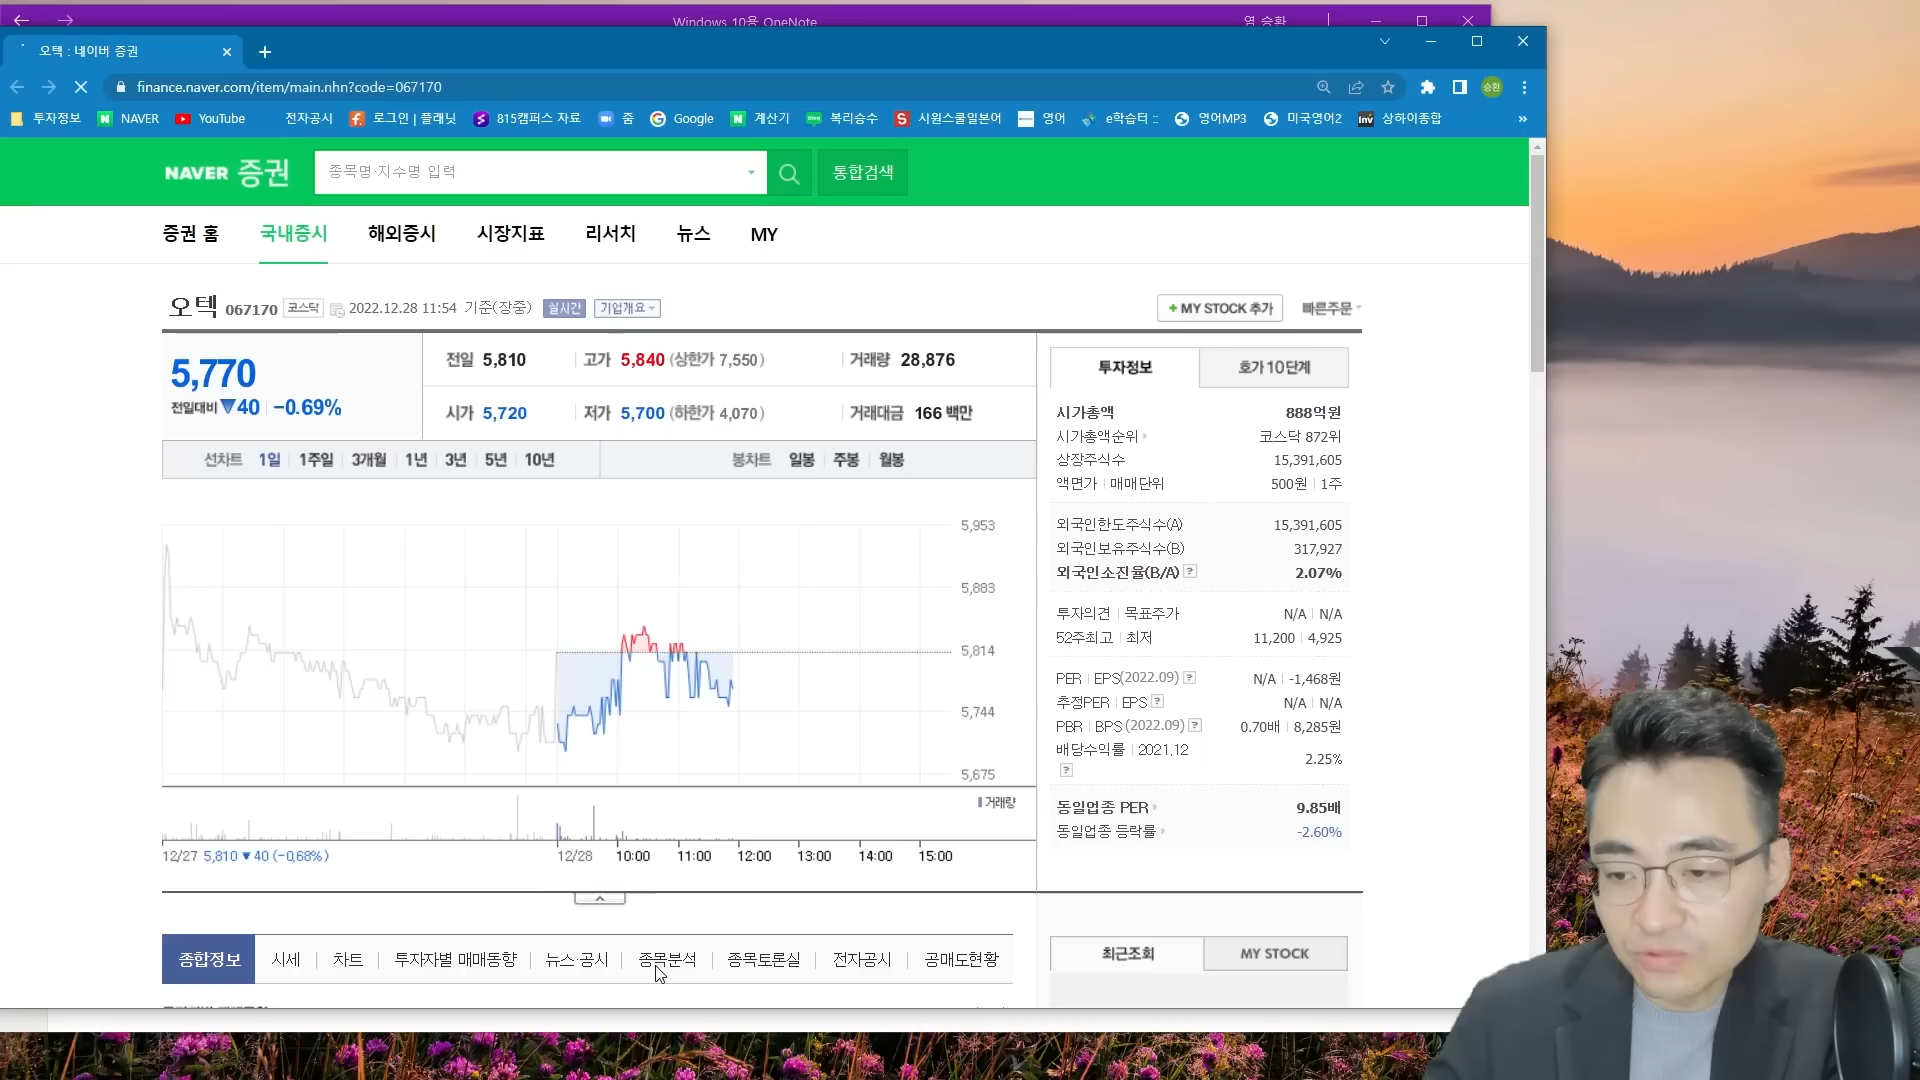 Windows 10용 OneNote 염 승환
오텍 : 네이버 증권
finance.naver.com/item/main.nhn?code=067170 승환
투자정보 NAVER YouTube 전자공시 로그인 | 플래닛 815캠퍼스 자료 줌 Google 계산기 복리승수 시원스쿨일본어 영어 e학습터 :: 영어MP3 미국영어2 상하이종합 »
NAVER 증권 종목명·지수명 입력 통합검색
증권 홈 국내증시 해외증시 시장지표 리서치 뉴스 MY
오텍 067170 코스닥 2022.12.28 11:54 기준(장중) 실시간 기업개요 + MY STOCK 추가 빠른주문
5,770
전일대비 ▼40 | -0.69%
전일 5,810 고가 5,840 (상한가 7,550) 거래량 28,876
시가 5,720 저가 5,700 (하한가 4,070) 거래대금 166 백만
선차트 1일 1주일 3개월 1년 3년 5년 10년 봉차트 일봉 주봉 월봉
5,953
5,883
5,814
5,744
5,675
거래량
12/27 5,810 ▼ 40 (-0,68%) 12/28 10:00 11:00 12:00 13:00 14:00 15:00
투자정보 호가 10단계
시가총액 888억원
시가총액순위 코스닥 872위
상장주식수 15,391,605
액면가 | 매매단위 500원 | 1주
외국인한도주식수(A) 15,391,605
외국인보유주식수(B) 317,927
외국인소진율(B/A) ? 2.07%
투자의견 | 목표주가 N/A | N/A
52주최고 | 최저 11,200 | 4,925
PER | EPS(2022.09) ? N/A | -1,468원
추정PER | EPS ? N/A | N/A
PBR | BPS (2022.09) ? 0.70배 | 8,285원
배당수익률 | 2021.12 ? 2.25%
동일업종 PER 9.85배
동일업종 등락률 -2.60%
종합정보 시세 차트 투자자별 매매동향 뉴스·공시 종목분석 종목토론실 전자공시 공매도현황
최근조회 MY STOCK